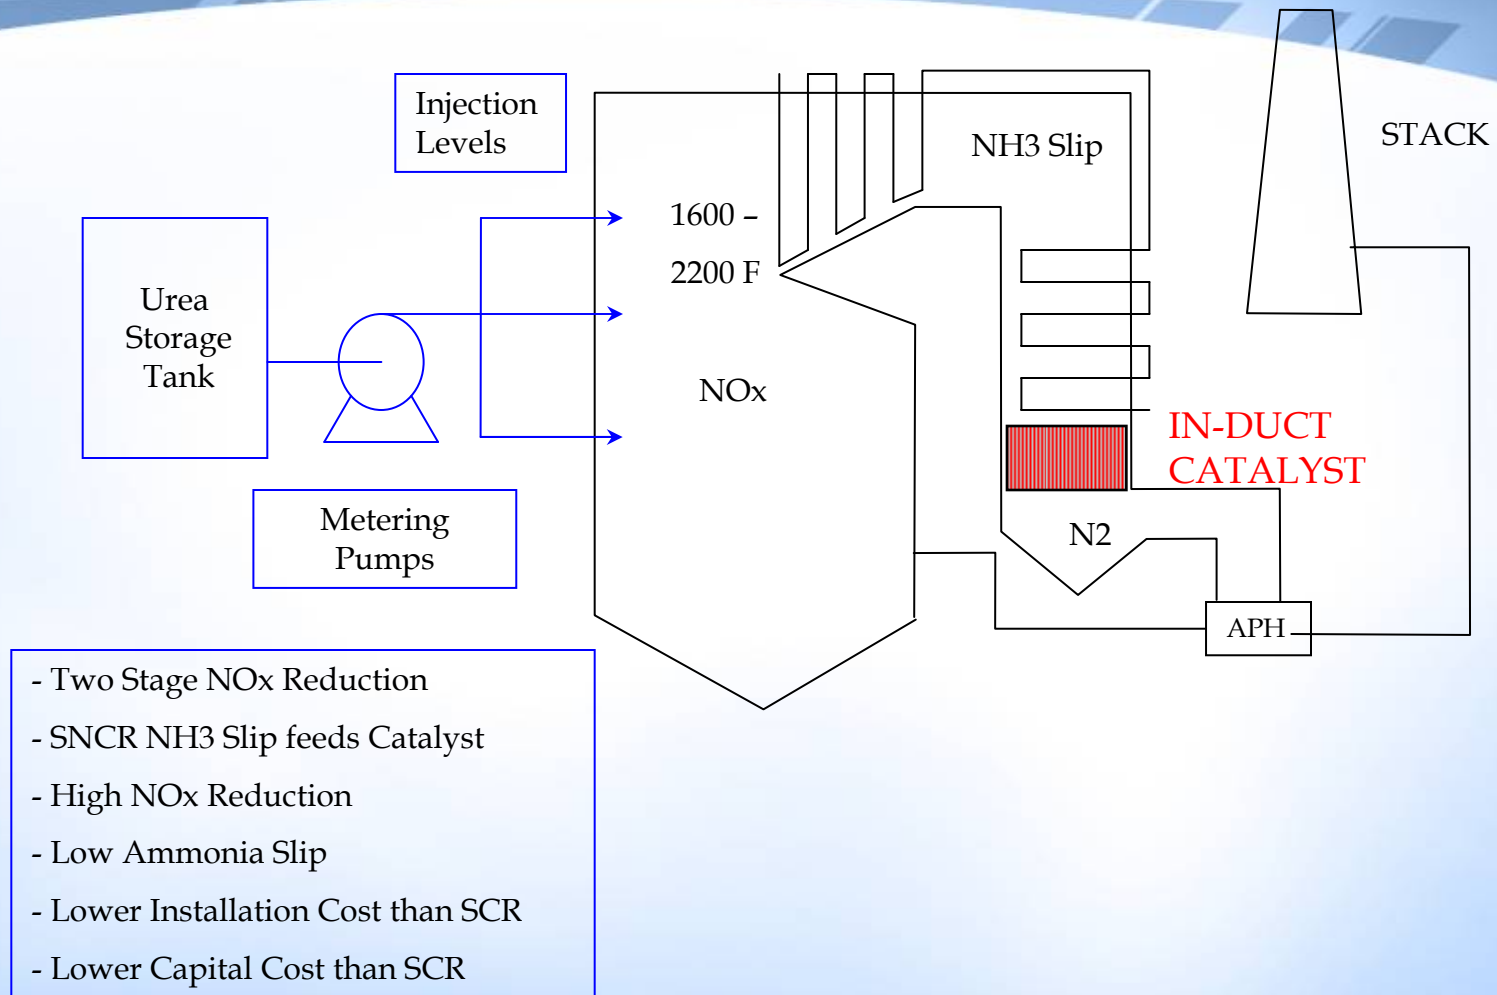 Injection
Levels
NH3 Slip
STACK
1600 –
2200 F
Urea
Storage
Tank
NOx
IN-DUCT
CATALYST
Metering
Pumps
N2
APH
- Two Stage NOx Reduction
- SNCR NH3 Slip feeds Catalyst
- High NOx Reduction
- Low Ammonia Slip
- Lower Installation Cost than SCR
- Lower Capital Cost than SCR